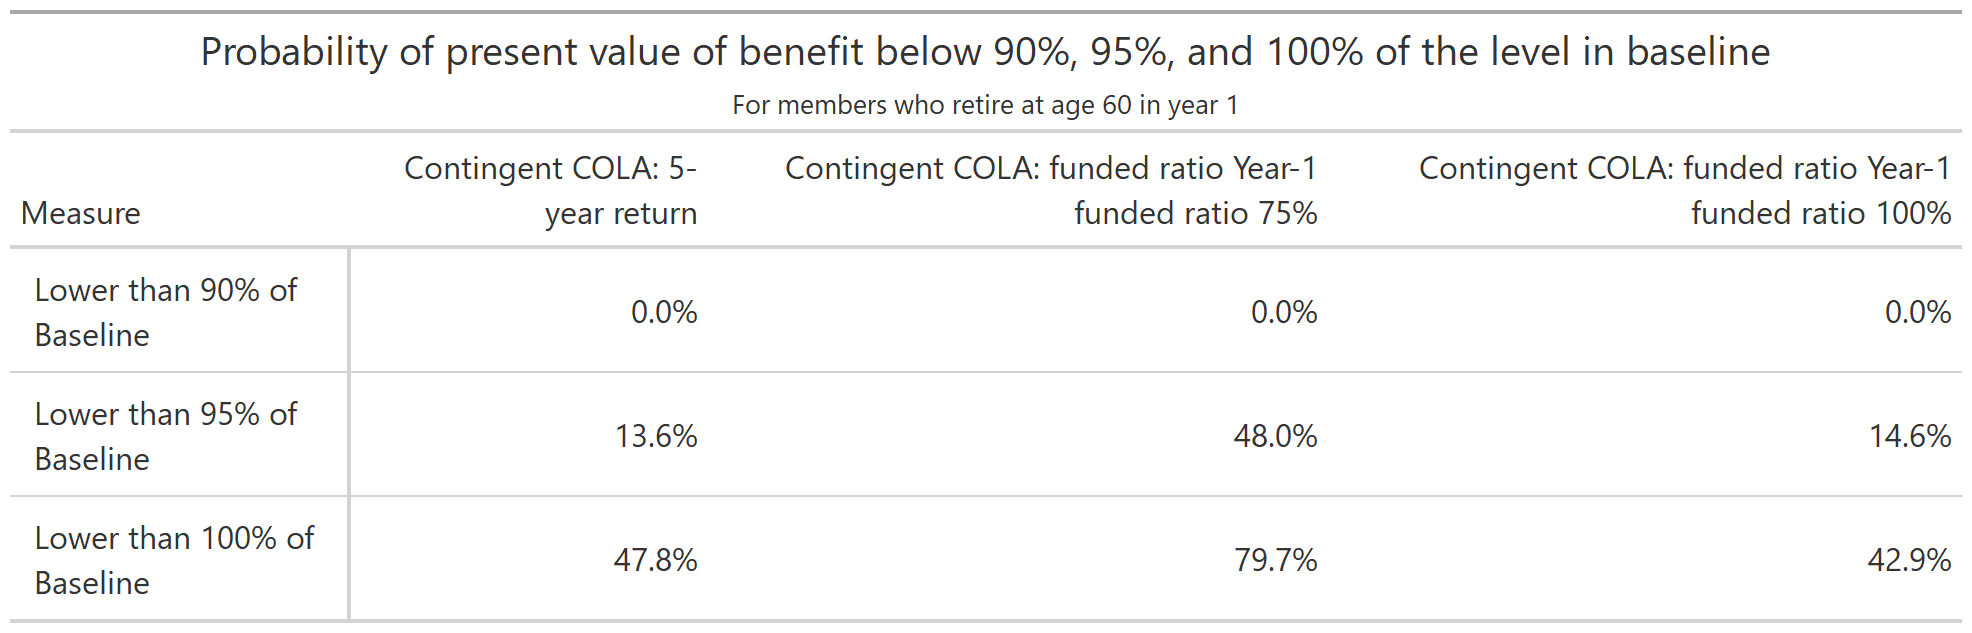 Probability of present value of benefit below 90%, 95%, and 100% of the level in baseline
For members who retire at age 60 in year 1
Measure
Contingent COLA: 5-
year return
Contingent COLA: funded ratio Year-1
funded ratio 75%
Contingent COLA: funded ratio Year-1
funded ratio 100%
Lower than 90% of
Baseline
0.0%
0.0%
0.0%
Lower than 95% of
Baseline
13.6%
48.0%
14.6%
Lower than 100% of
Baseline
47.8%
79.7%
42.9%